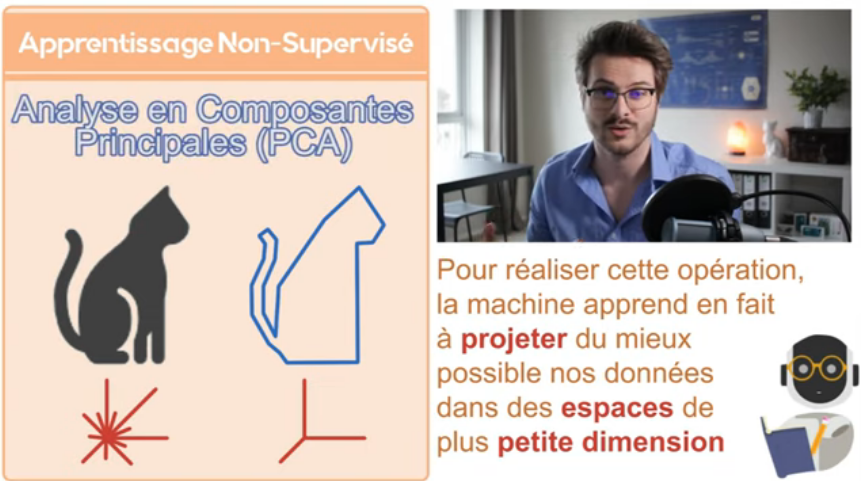 Apprentissage Non-Supervisé
Analyse en Composantes
Principales (PCA)
Pour réaliser cette opération,
la machine apprend en fait
à projeter du mieux
possible nos données
dans des espaces de
plus petite dimension